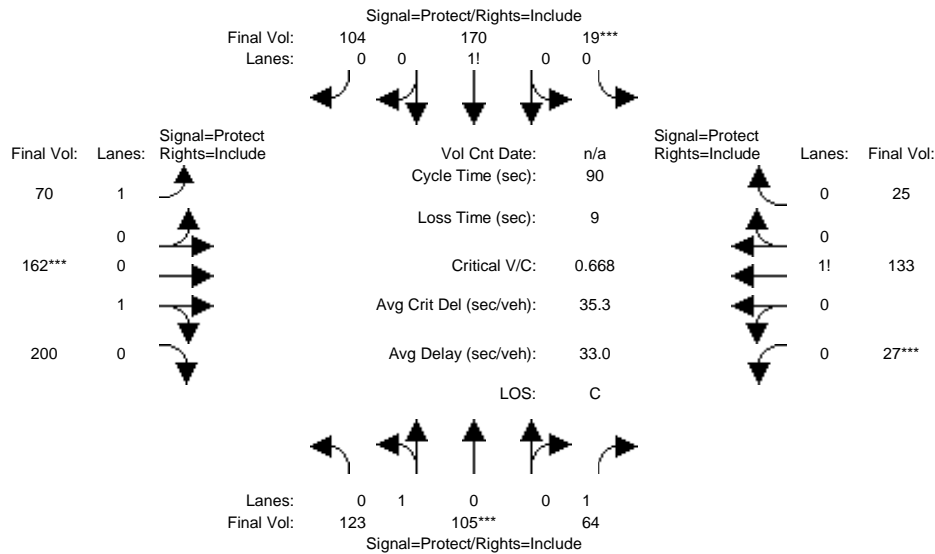 Signal=Protect/Rights=Include
Final Vol: 104 170 19***
Lanes: 0 0 1! 0 0
Signal=Protect
Final Vol: Lanes: Rights=Include
Vol Cnt Date: n/a
Signal=Protect
Rights=Include Lanes: Final Vol:
Cycle Time (sec): 90
70 1
0 25
Loss Time (sec): 9
0
0
162*** 0
Critical V/C: 0.668
1! 133
1
Avg Crit Del (sec/veh): 35.3
0
200 0
Avg Delay (sec/veh): 33.0
0 27***
LOS: C
Lanes: 0 1 0 0 1
Final Vol: 123 105*** 64
Signal=Protect/Rights=Include